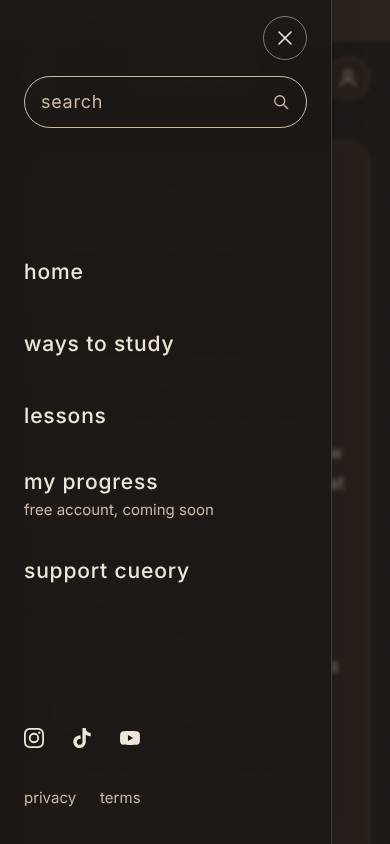 search
home
ways to study
lessons
my progress
free account, coming soon
support cueory
privacy terms